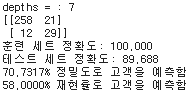 depths = : 7
[[258  21]
 [ 12  29]]
훈련 세트 정확도: 100,000
테스트 세트 정확도: 89,688
70,7317% 정밀도로 고객을 예측함
58,0000% 재현율로 고객을 예측함